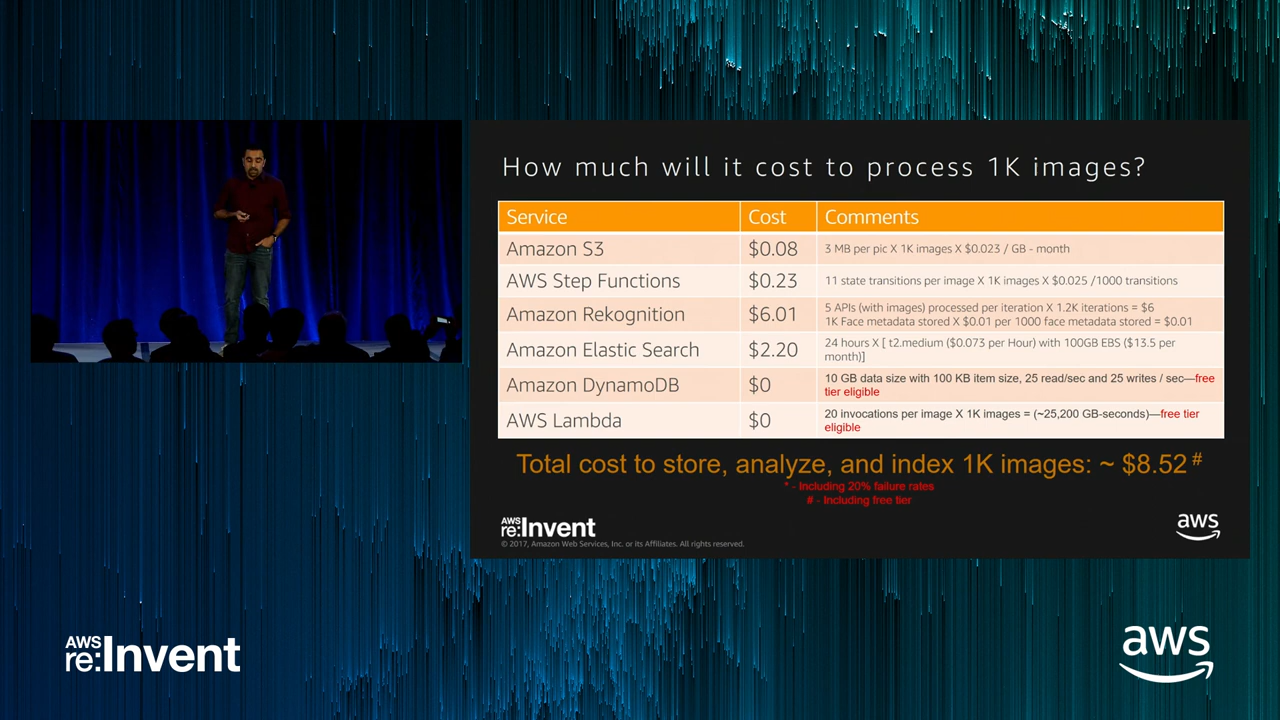 How much will it cost to process 1K images?
Service Cost Comments
Amazon S3 $0.08 3 MB per pic X 1K images X $0.023 / GB - month
AWS Step Functions $0.23 11 state transitions per image X 1K images X $0.025 /1000 transitions
Amazon Rekognition $6.01 5 APIs (with images) processed per iteration X 1.2K iterations = $6
1K Face metadata stored X $0.01 per 1000 face metadata stored = $0.01
Amazon Elastic Search $2.20 24 hours X [ t2.medium ($0.073 per Hour) with 100GB EBS ($13.5 per
month)]
Amazon DynamoDB $0 10 GB data size with 100 KB item size, 25 read/sec and 25 writes / sec—free
tier eligible
AWS Lambda $0 20 invocations per image X 1K images = (~25,200 GB-seconds)—free tier
eligible
Total cost to store, analyze, and index 1K images: ~ $8.52 #
* - Including 20% failure rates
# - Including free tier
AWS
re:Invent
aws
© 2017, Amazon Web Services, Inc. or its Affiliates. All rights reserved.
AWS
re:Invent
aws